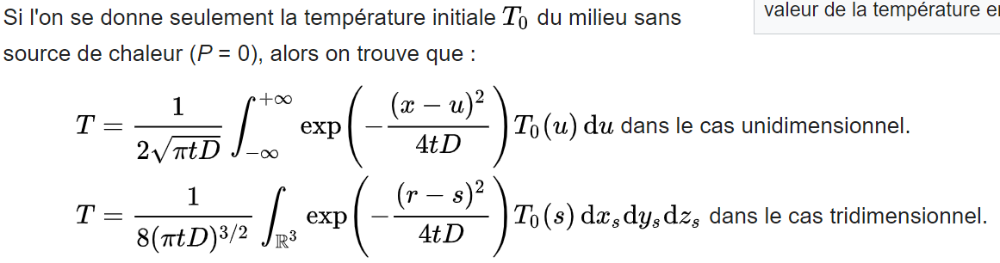 Si l'on se donne seulement la température initiale $T_0$ du milieu sans
source de chaleur (P = 0), alors on trouve que :
valeur de la température
$T = \frac{1}{2\sqrt{\pi t D}} \int_{-\infty}^{+\infty} \exp\left(-\frac{(x-u)^2}{4tD}\right) T_0(u)\,\mathrm{d}u$ dans le cas unidimensionnel.
$T = \frac{1}{8(\pi t D)^{3/2}} \int_{\mathbb{R}^3} \exp\left(-\frac{(r-s)^2}{4tD}\right) T_0(s)\,\mathrm{d}x_s \mathrm{d}y_s \mathrm{d}z_s$ dans le cas tridimensionnel.